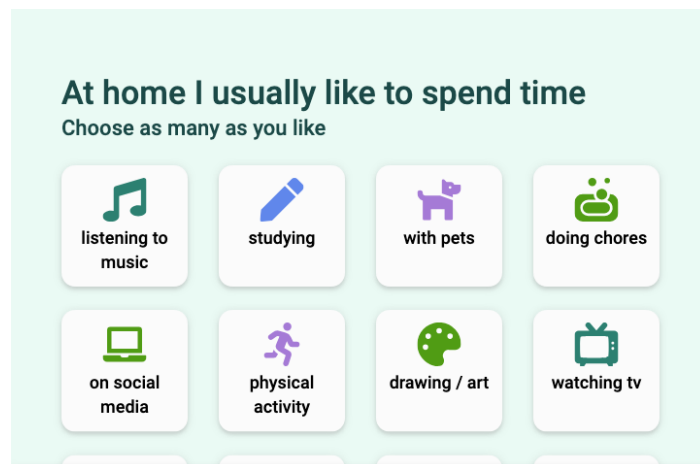 At home I usually like to spend time
Choose as many as you like
listening to
music
studying
with pets
doing chores
on social
media
physical
activity
drawing / art
watching tv